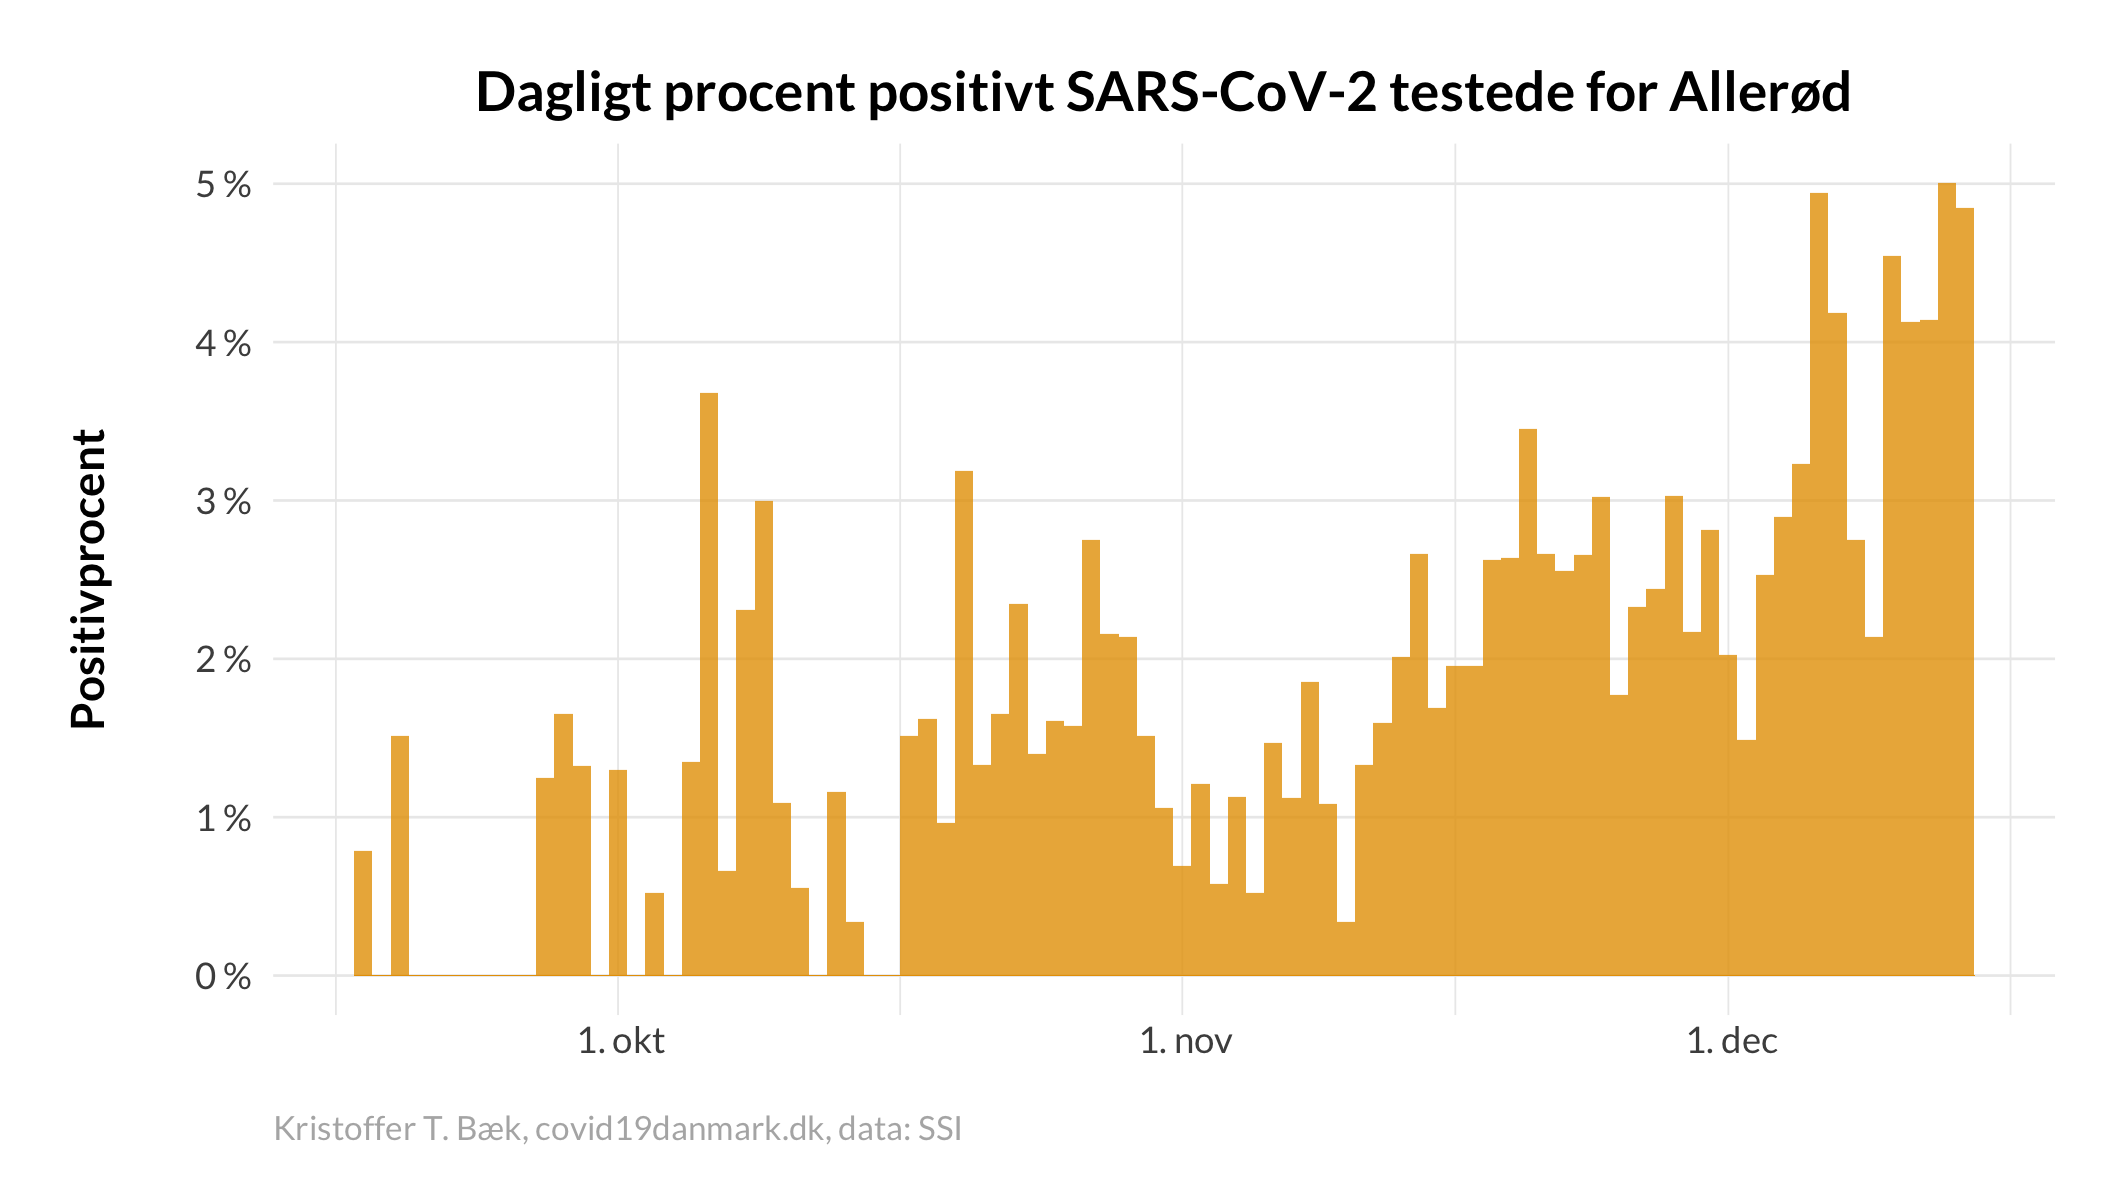 Dagligt procent positivt SARS-CoV-2 testede for Allerød
Positivprocent
5 %
4 %
3 %
2 %
1 %
0 %
1. okt
1. nov
1. dec
Kristoffer T. Bæk, covid19danmark.dk, data: SSI